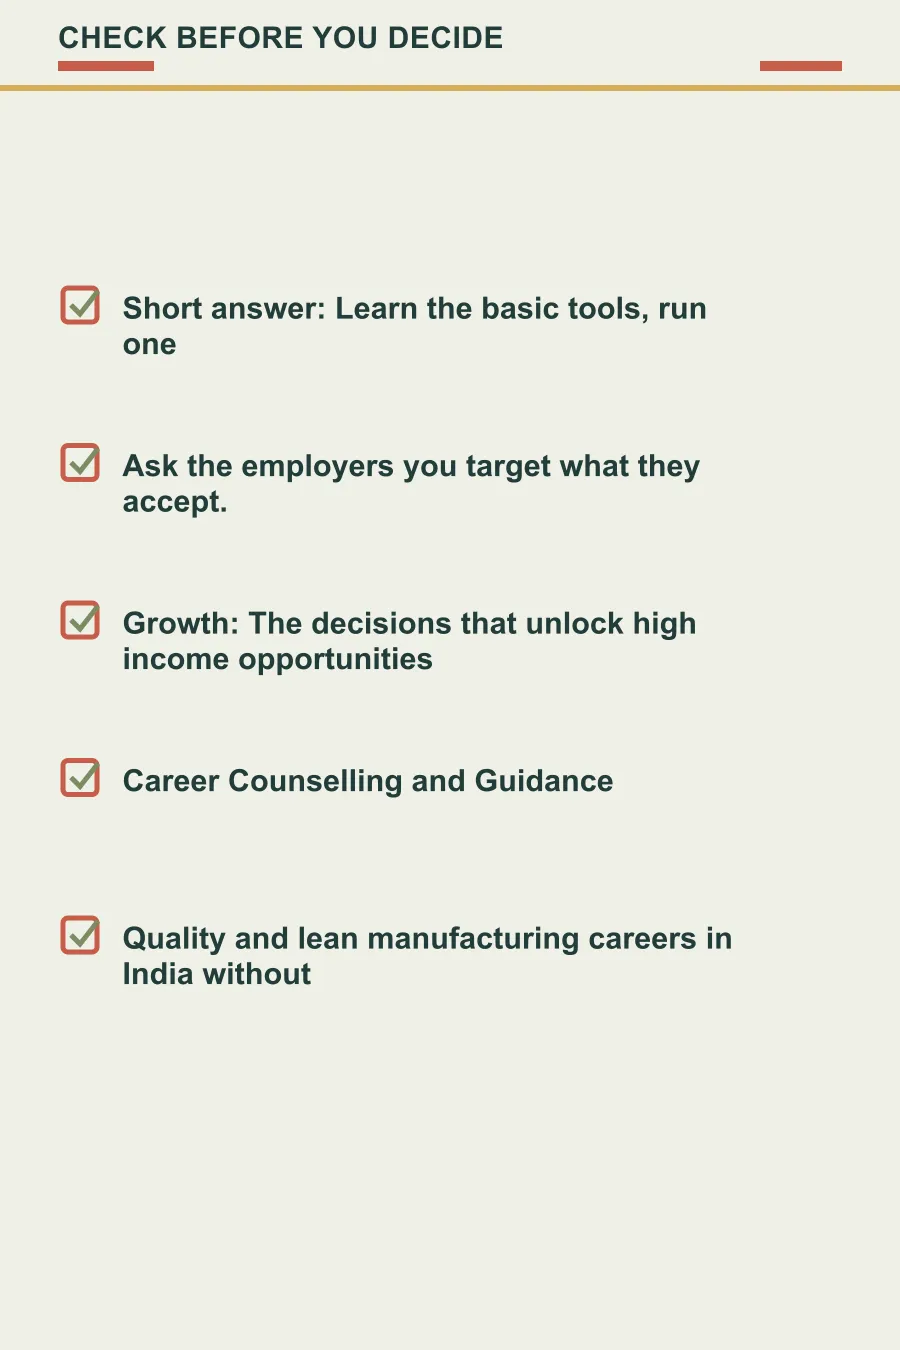 CHECK BEFORE YOU DECIDE
Short answer: Learn the basic tools, run
one
Ask the employers you target what they
accept.
Growth: The decisions that unlock high
income opportunities
Career Counselling and Guidance
Quality and lean manufacturing careers in
India without